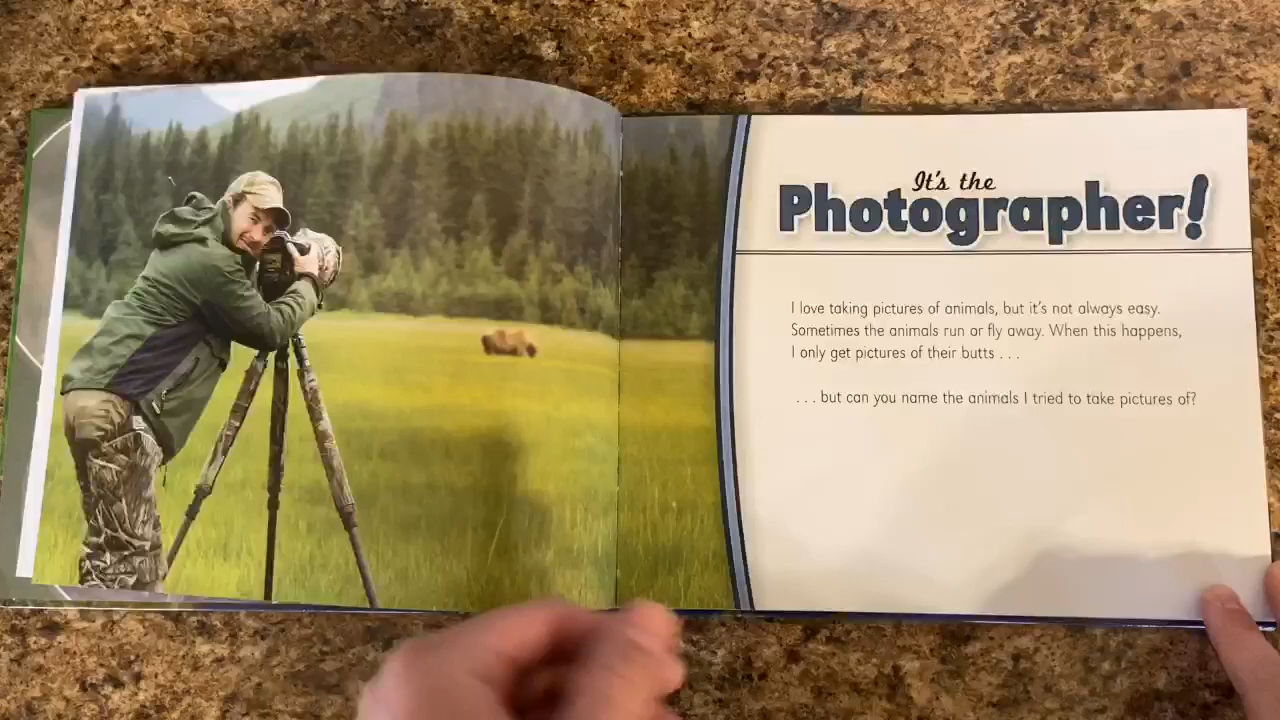 It's the
Photographer!
I love taking pictures of animals, but it's not always easy.
Sometimes the animals run or fly away. When this happens,
I only get pictures of their butts . . .
. . . but can you name the animals I tried to take pictures of?